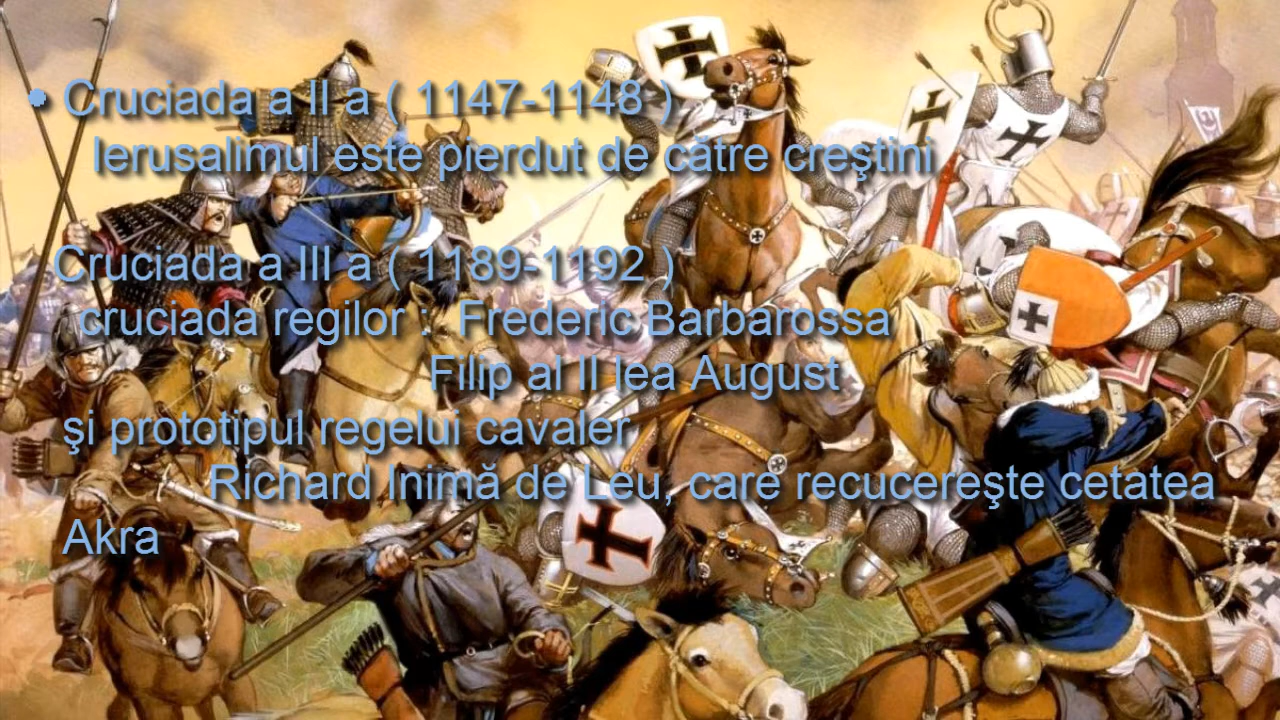 • Cruciada a II a ( 1147-1148 )
Ierusalimul este pierdut de către creştini
Cruciada a III a ( 1189-1192 )
cruciada regilor : Frederic Barbarossa
Filip al II lea August
şi prototipul regelui cavaler
Richard Inimă de Leu, care recucereşte cetatea
Akra